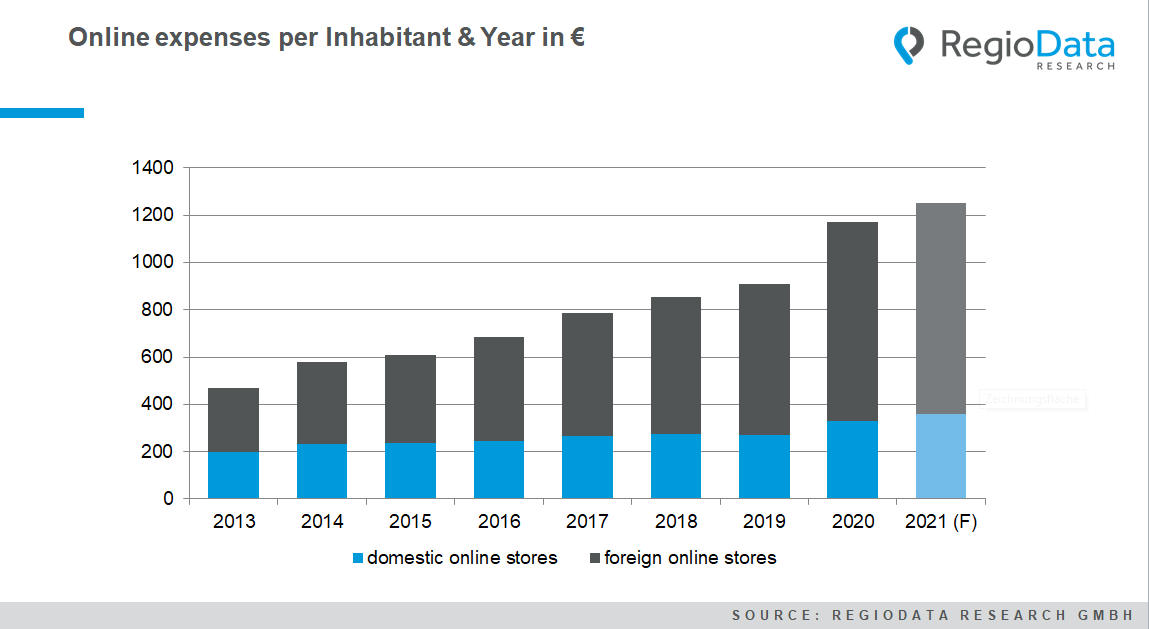 Online expenses per Inhabitant & Year in €
RegioData
RESEARCH
1400
1200
1000
800
600
400
200
0
Zeichnungsfläche
2013 2014 2015 2016 2017 2018 2019 2020 2021 (F)
domestic online stores foreign online stores
SOURCE: REGIODATA RESEARCH GMBH